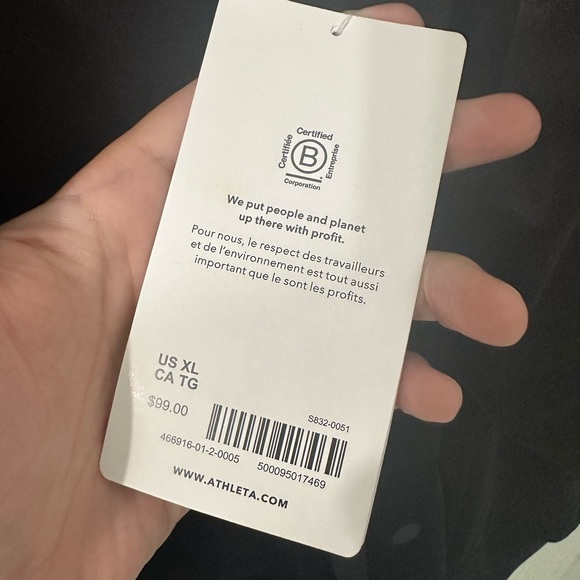 Certified
Certifiée
B
Entreprise
Corporation
We put people and planet
up there with profit.
Pour nous, le respect des travailleurs
et de l'environnement est tout aussi
important que le sont les profits.
US XL
CA TG
$99.00
S832-0051
466916-01-2-0005 500095017469
WWW.ATHLETA.COM